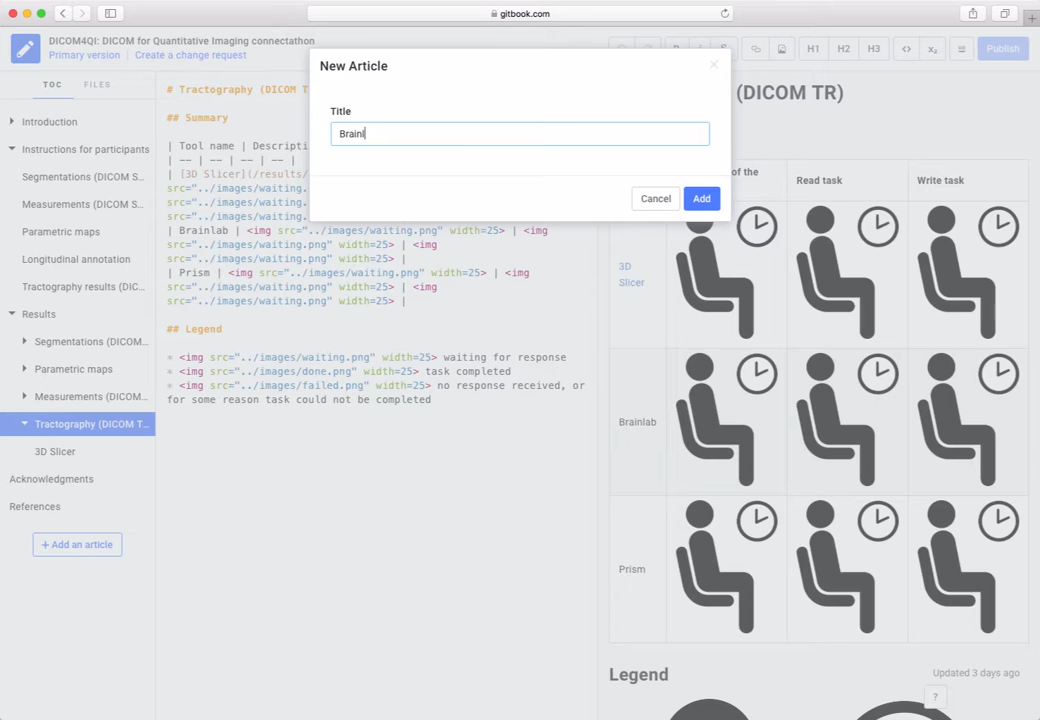 gitbook.com
DICOM4QI: DICOM for Quantitative Imaging connectathon
Primary version Create a change request
H1 H2 H3 <> x₂ Publish
New Article
Title
Brainl
Cancel Add
TOC FILES
Introduction
Instructions for participants
Segmentations (DICOM S...
Measurements (DICOM S...
Parametric maps
Longitudinal annotation
Tractography results (DIC...
Results
Segmentations (DICOM...
Parametric maps
Measurements (DICOM...
Tractography (DICOM T...
3D Slicer
Acknowledgments
References
+ Add an article
# Tractography (DICOM T
## Summary
| Tool name | Descripti
| -- | -- | -- | -- |
| [3D Slicer](/results/
src="../images/waiting.
src="../images/waiting.
src="../images/waiting.
| Brainlab | <img src="../images/waiting.png" width=25> | <img
src="../images/waiting.png" width=25> | <img
src="../images/waiting.png" width=25> |
| Prism | <img src="../images/waiting.png" width=25> | <img
src="../images/waiting.png" width=25> | <img
src="../images/waiting.png" width=25> |
## Legend
* <img src="../images/waiting.png" width=25> waiting for response
* <img src="../images/done.png" width=25> task completed
* <img src="../images/failed.png" width=25> no response received, or
for some reason task could not be completed
(DICOM TR)
of the
Read task
Write task
3D
Slicer
Brainlab
Prism
Legend
Updated 3 days ago
?